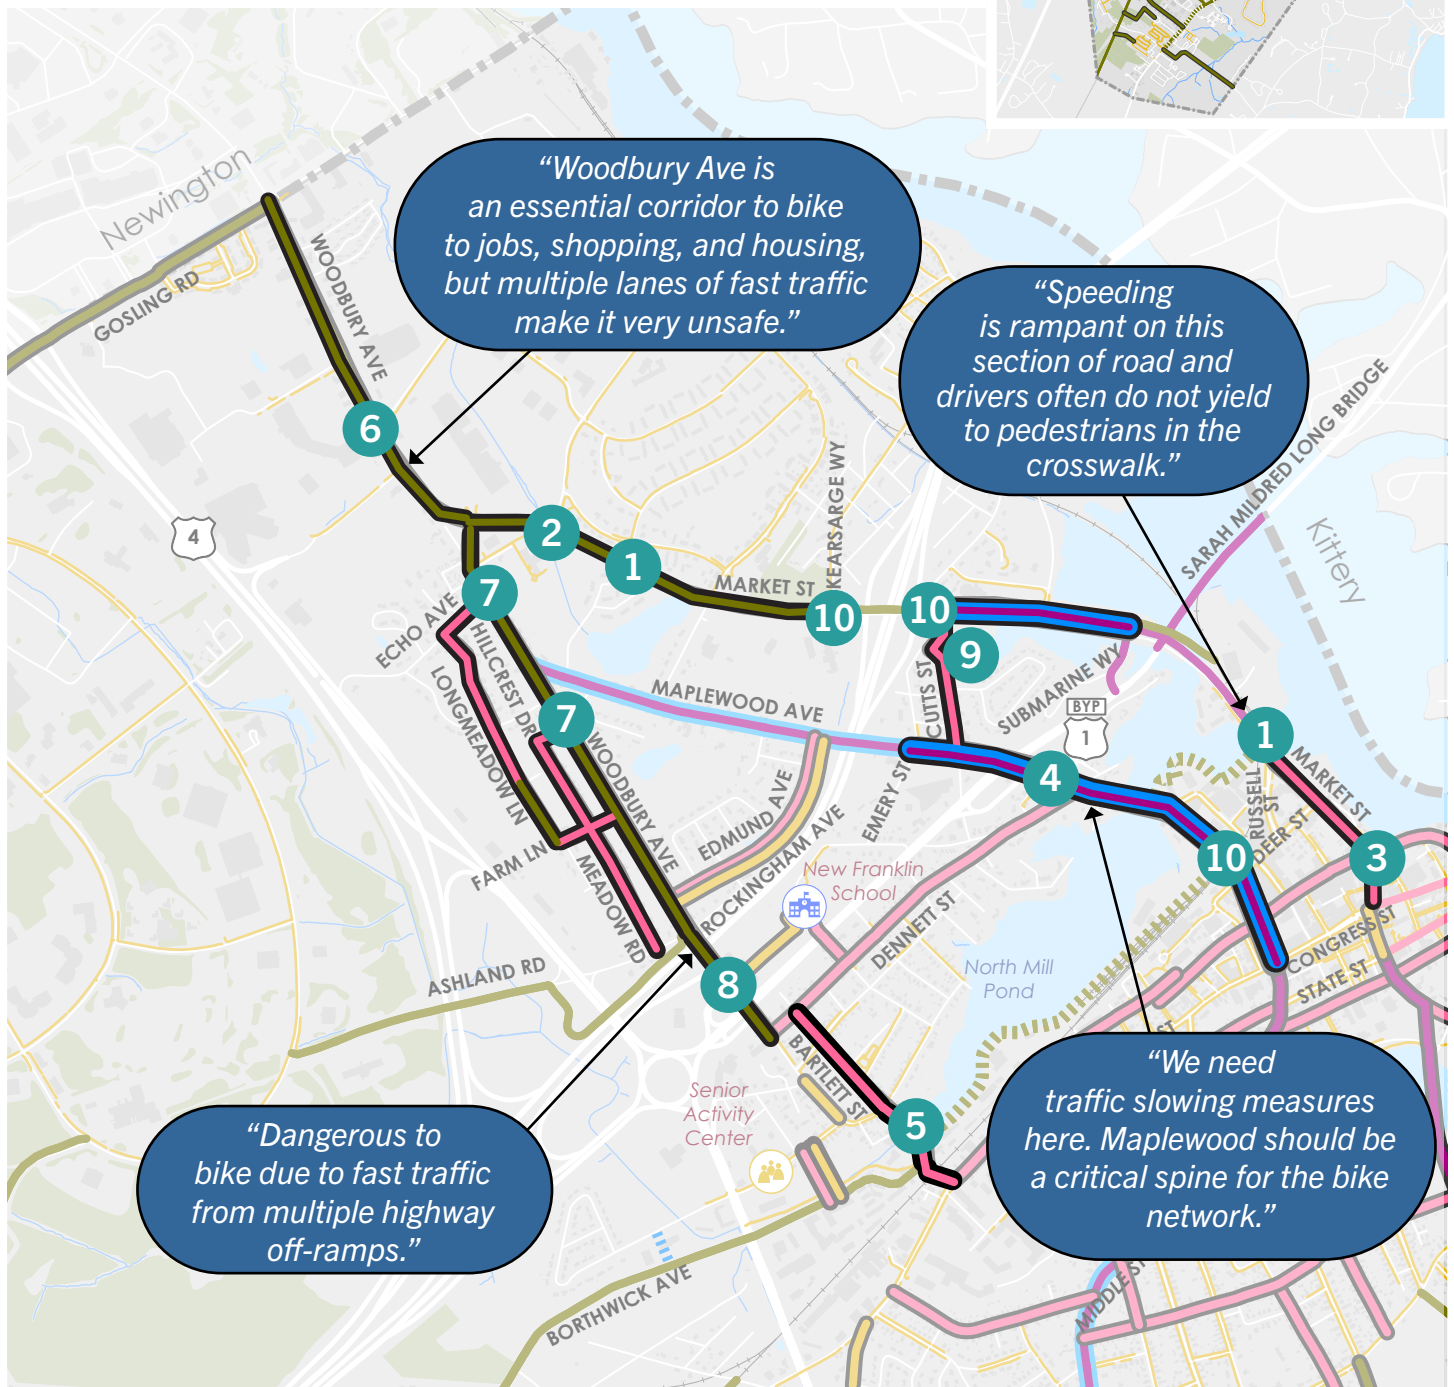 Newington
GOSLING RD
WOODBURY AVE
“Woodbury Ave is
an essential corridor to bike
to jobs, shopping, and housing,
but multiple lanes of fast traffic
make it very unsafe.”
“Speeding
is rampant on this
section of road and
drivers often do not yield
to pedestrians in the
crosswalk.”
SARAH MILDRED LONG BRIDGE
Kittery
6
4
2
1
KEARSARGE WY
MARKET ST
10
10
9
7
ECHO AVE
HILLCREST DR
LONGMEADOW LN
MAPLEWOOD AVE
CUTTS ST
SUBMARINE WY
BYP
1
7
WOODBURY AVE
1
MARKET ST
RUSSELL
ST
DEER ST
4
EMERY ST
EDMUND AVE
ROCKINGHAM AVE
FARM LN
MEADOW RD
10
3
New Franklin
School
DENNETT ST
CONGRESS ST
STATE ST
ASHLAND RD
8
North Mill
Pond
ST
BARTLETT ST
Senior
Activity
Center
5
“Dangerous to
bike due to fast traffic
from multiple highway
off-ramps.”
“We need
traffic slowing measures
here. Maplewood should be
a critical spine for the bike
network.”
BORTHWICK AVE
MIDDLE ST